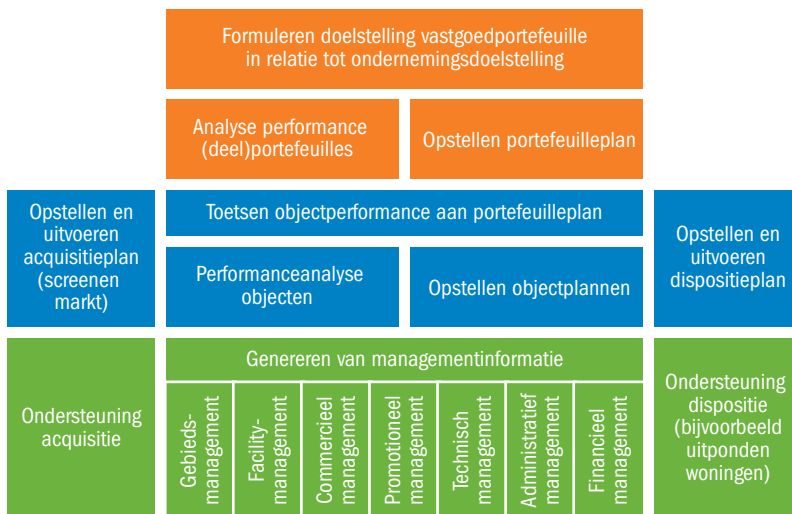 Formuleren doelstelling vastgoedportefeuille
in relatie tot ondernemingsdoelstelling
Analyse performance
(deel)portefeuilles
Opstellen portefeuilleplan
Opstellen en
uitvoeren
acquisitieplan
(screenen
markt)
Toetsen objectperformance aan portefeuilleplan
Performanceanalyse
objecten
Opstellen objectplannen
Opstellen en
uitvoeren
dispositieplan
Ondersteuning
acquisitie
Genereren van managementinformatie
Gebieds-
management
Facility-
management
Commercieel
management
Promotioneel
management
Technisch
management
Administratief
management
Financieel
management
Ondersteuning
dispositie
(bijvoorbeeld
uitponden
woningen)